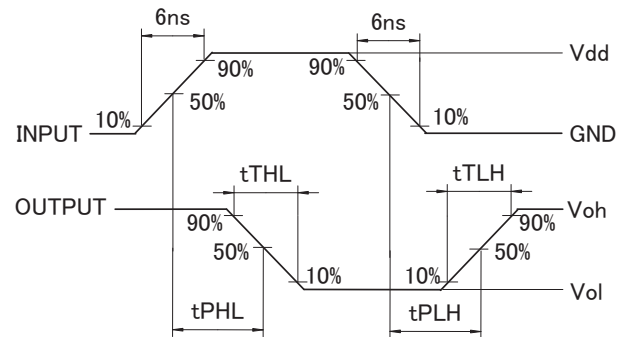 6ns 6ns
Vdd
90% 90%
50% 50%
10% 10%
INPUT GND
tTHL tTLH
OUTPUT Voh
90% 90%
50% 50%
10% 10%
Vol
tPHL tPLH